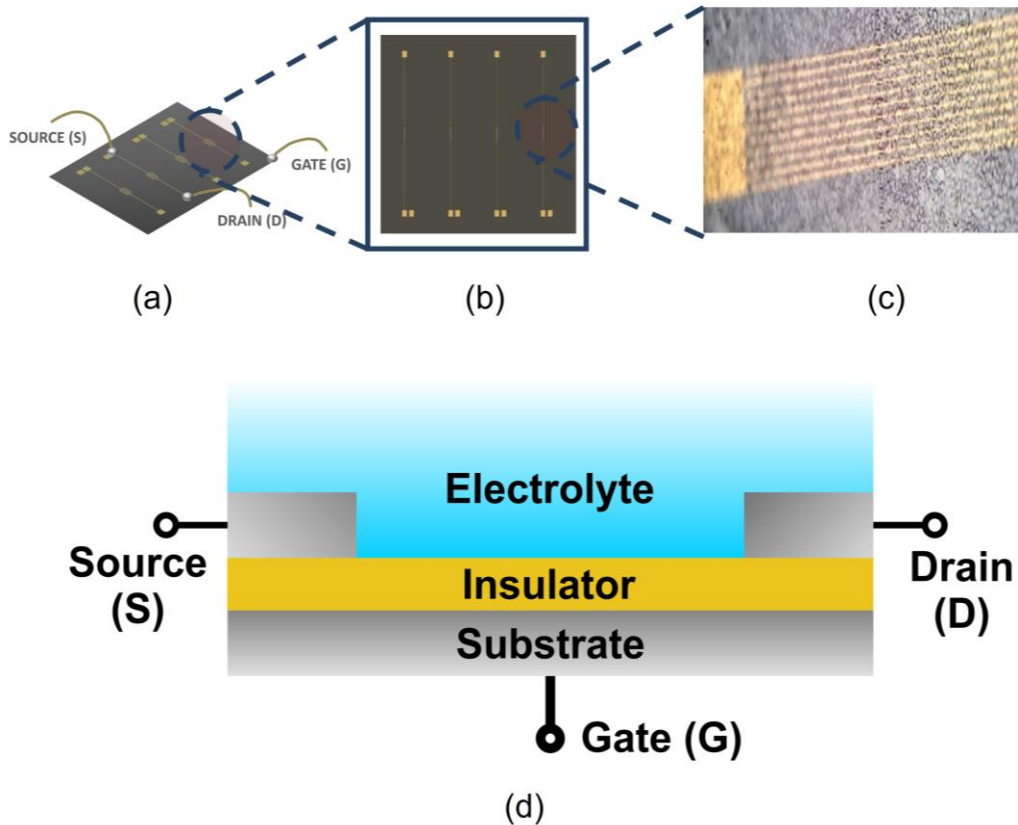 SOURCE (S)
GATE (G)
DRAIN (D)
(a)
(b)
(c)
Electrolyte
Source
(S)
Insulator
Drain
(D)
Substrate
Gate (G)
(d)